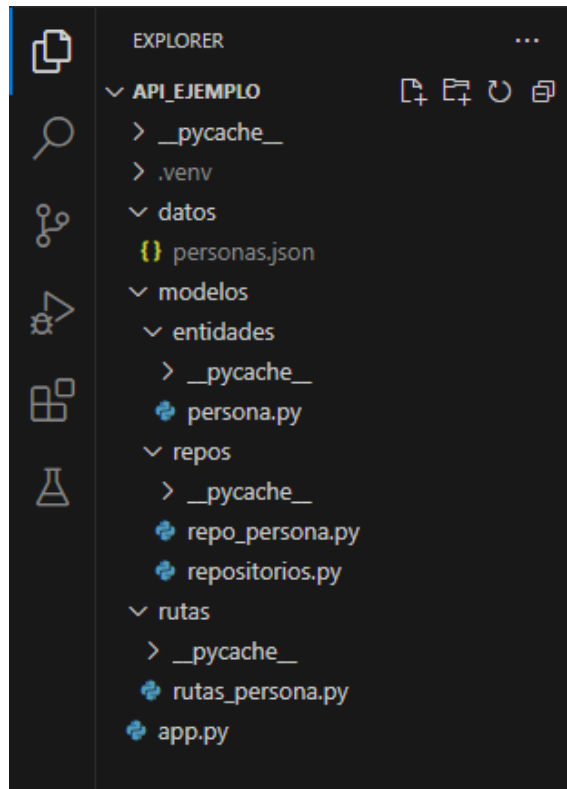 EXPLORER ...
API_EJEMPLO
__pycache__
.venv
datos
{} personas.json
modelos
entidades
__pycache__
persona.py
repos
__pycache__
repo_persona.py
repositorios.py
rutas
__pycache__
rutas_persona.py
app.py